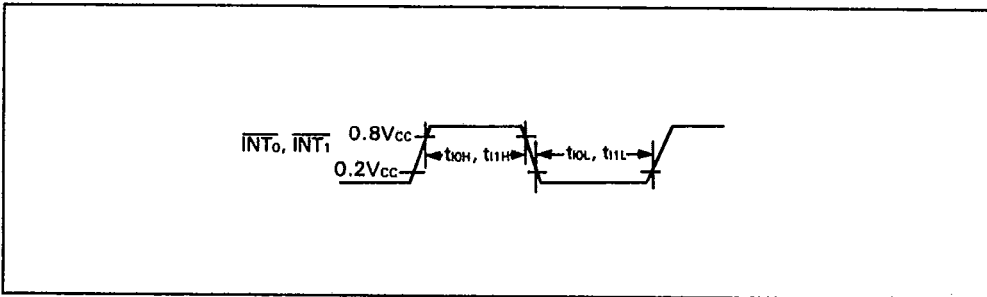 INT0, INT1 0.8Vcc
tI0H, tI1H tI0L, tI1L
0.2Vcc